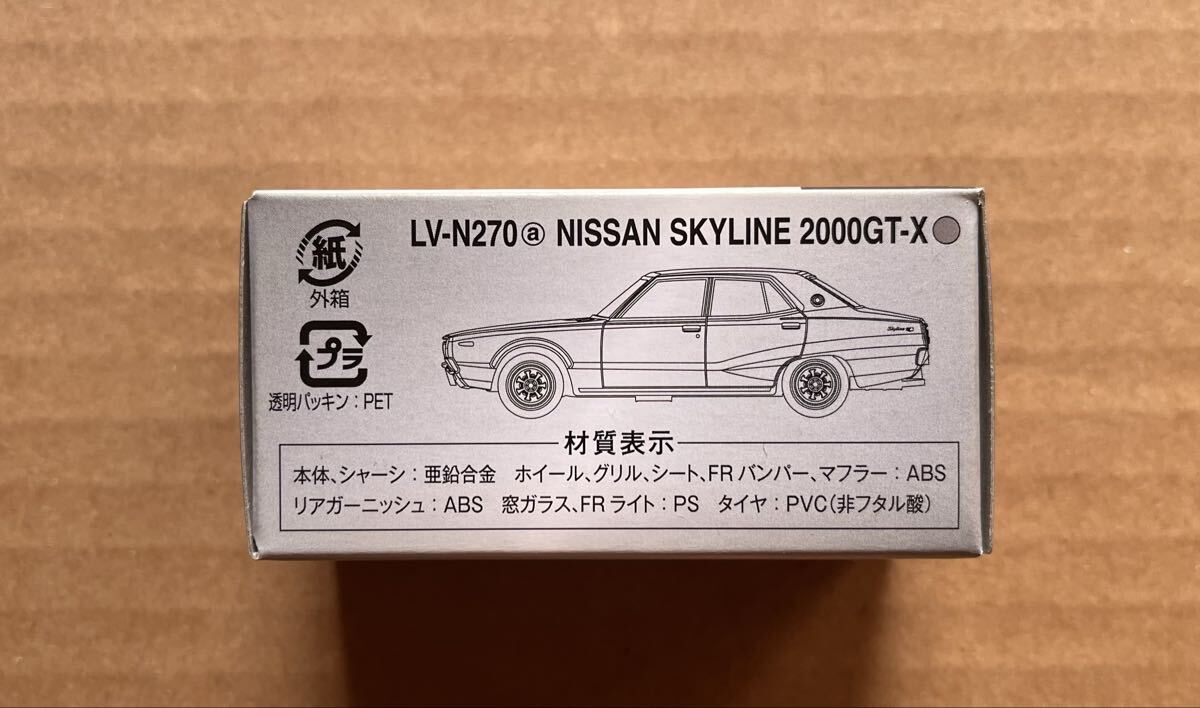 LV-N270ⓐ NISSAN SKYLINE 2000GT-X
紙
外箱
プラ
透明パッキン：PET
Skyline
材質表示
本体、シャーシ：亜鉛合金 ホイール、グリル、シート、FRバンパー、マフラー：ABS
リアガーニッシュ：ABS 窓ガラス、FRライト：PS タイヤ：PVC（非フタル酸）